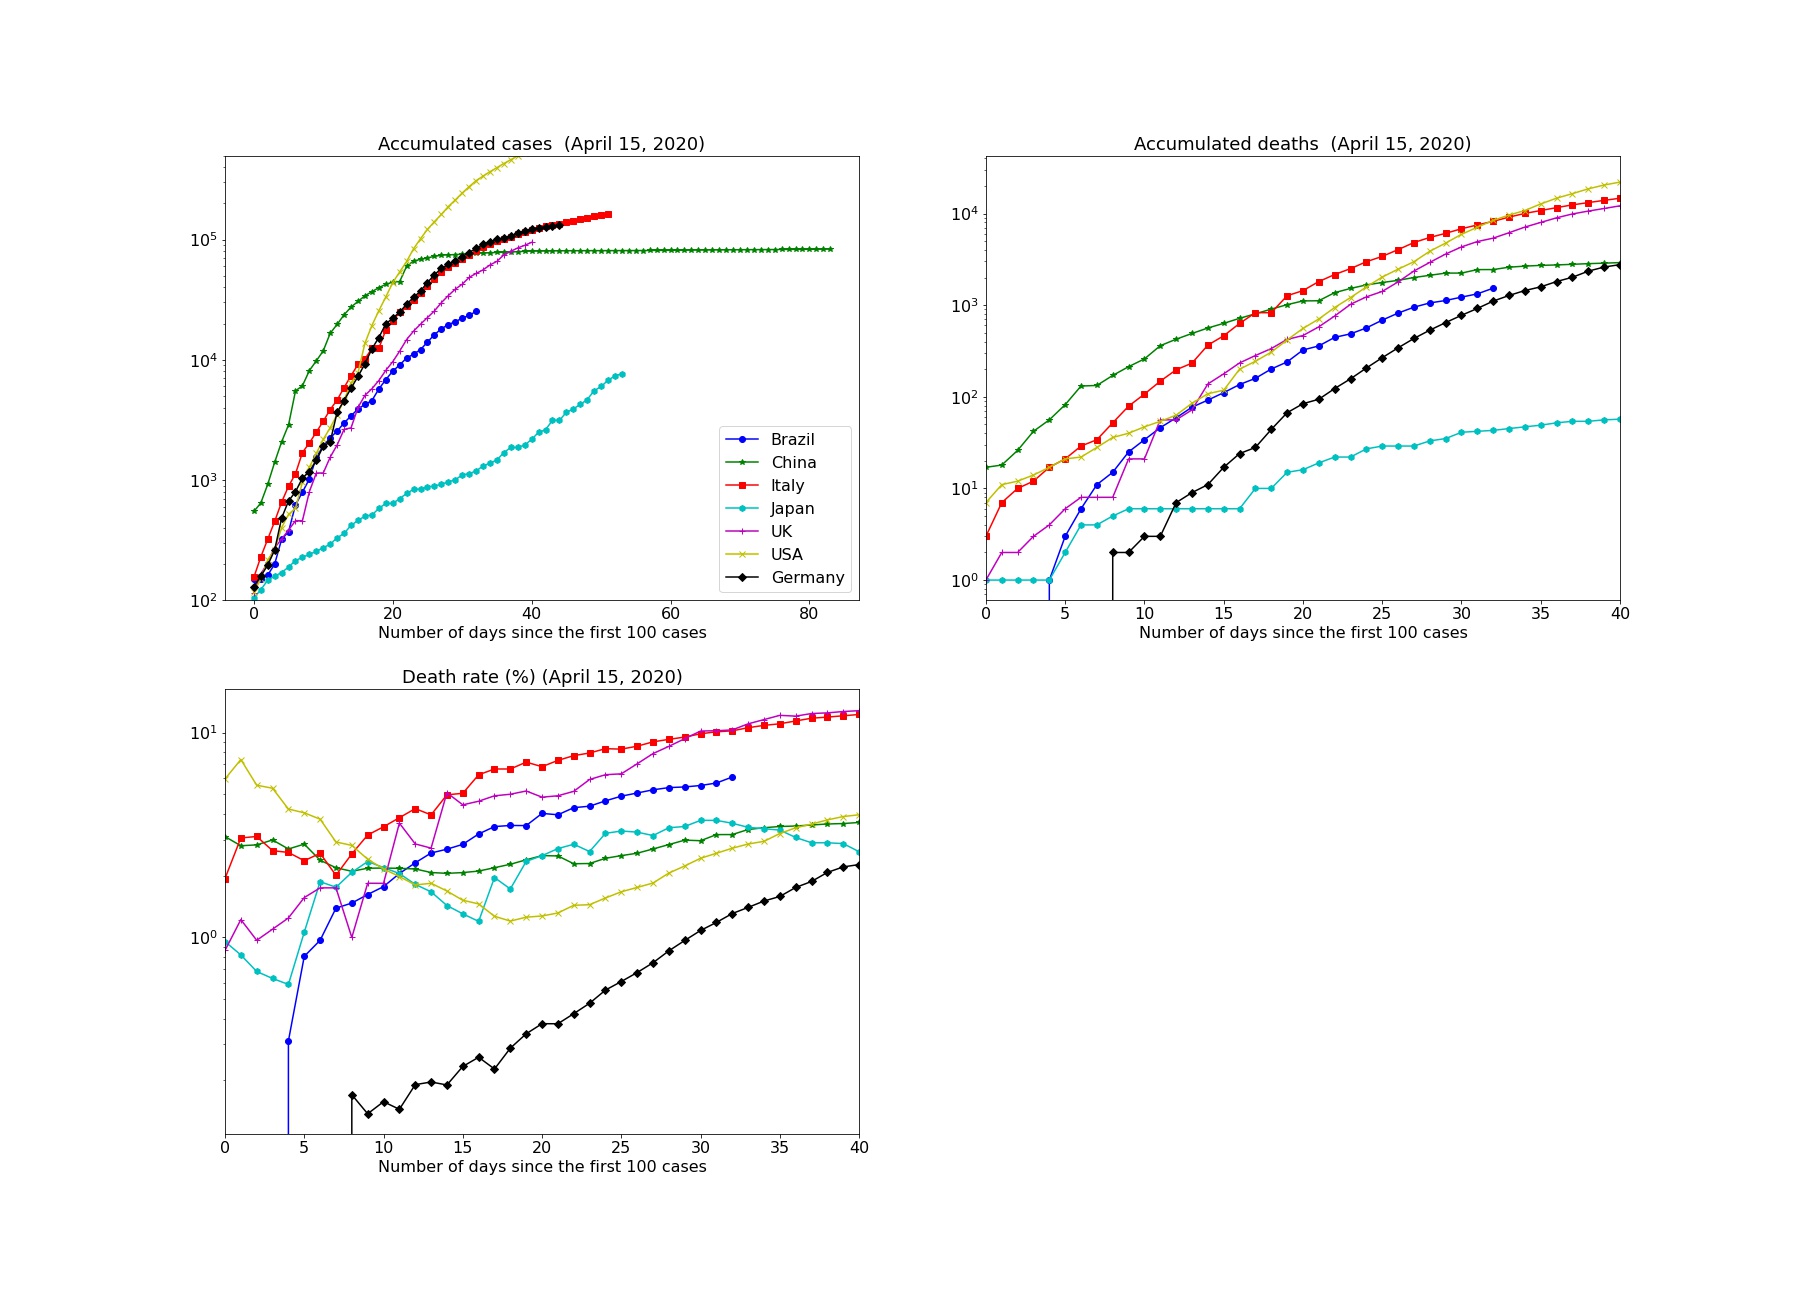 Accumulated cases  (April 15, 2020)
10^5
10^4
10^3
10^2
0 20 40 60 80
Number of days since the first 100 cases
Brazil
China
Italy
Japan
UK
USA
Germany
Accumulated deaths  (April 15, 2020)
10^4
10^3
10^2
10^1
10^0
0 5 10 15 20 25 30 35 40
Number of days since the first 100 cases
Death rate (%) (April 15, 2020)
10^1
10^0
0 5 10 15 20 25 30 35 40
Number of days since the first 100 cases